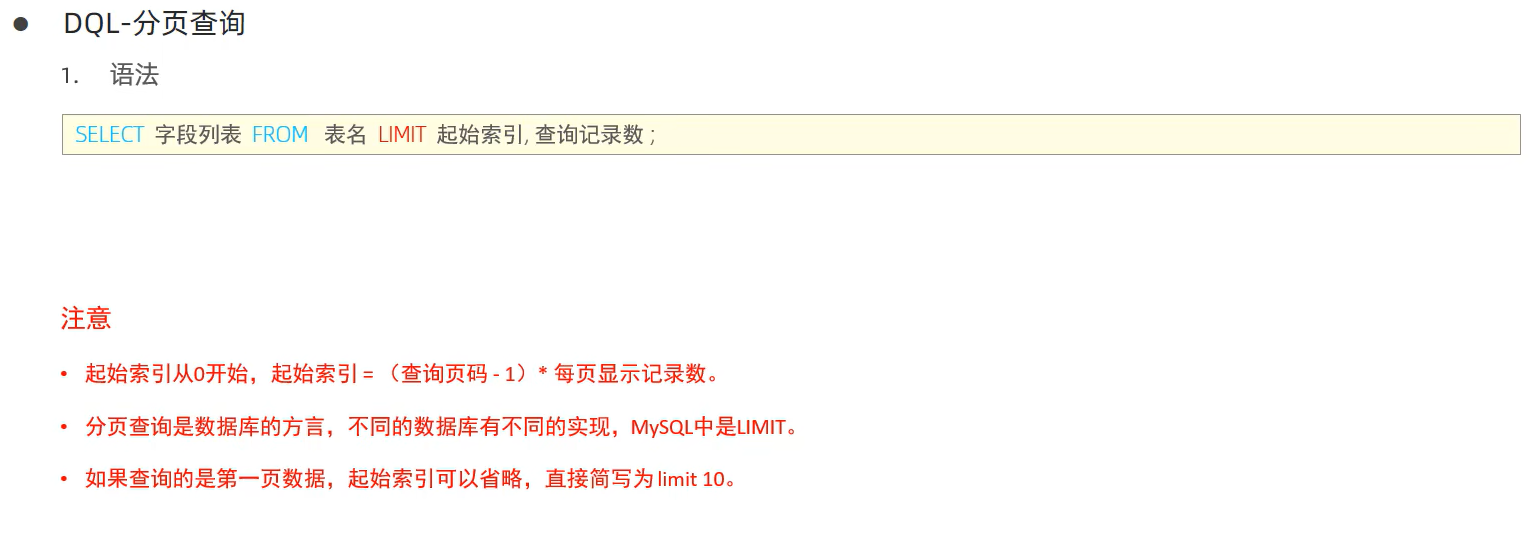 ● DQL-分页查询
1. 语法
SELECT 字段列表 FROM 表名 LIMIT 起始索引, 查询记录数 ;
注意
• 起始索引从0开始，起始索引 = （查询页码 - 1）* 每页显示记录数。
• 分页查询是数据库的方言，不同的数据库有不同的实现，MySQL中是LIMIT。
• 如果查询的是第一页数据，起始索引可以省略，直接简写为 limit 10。